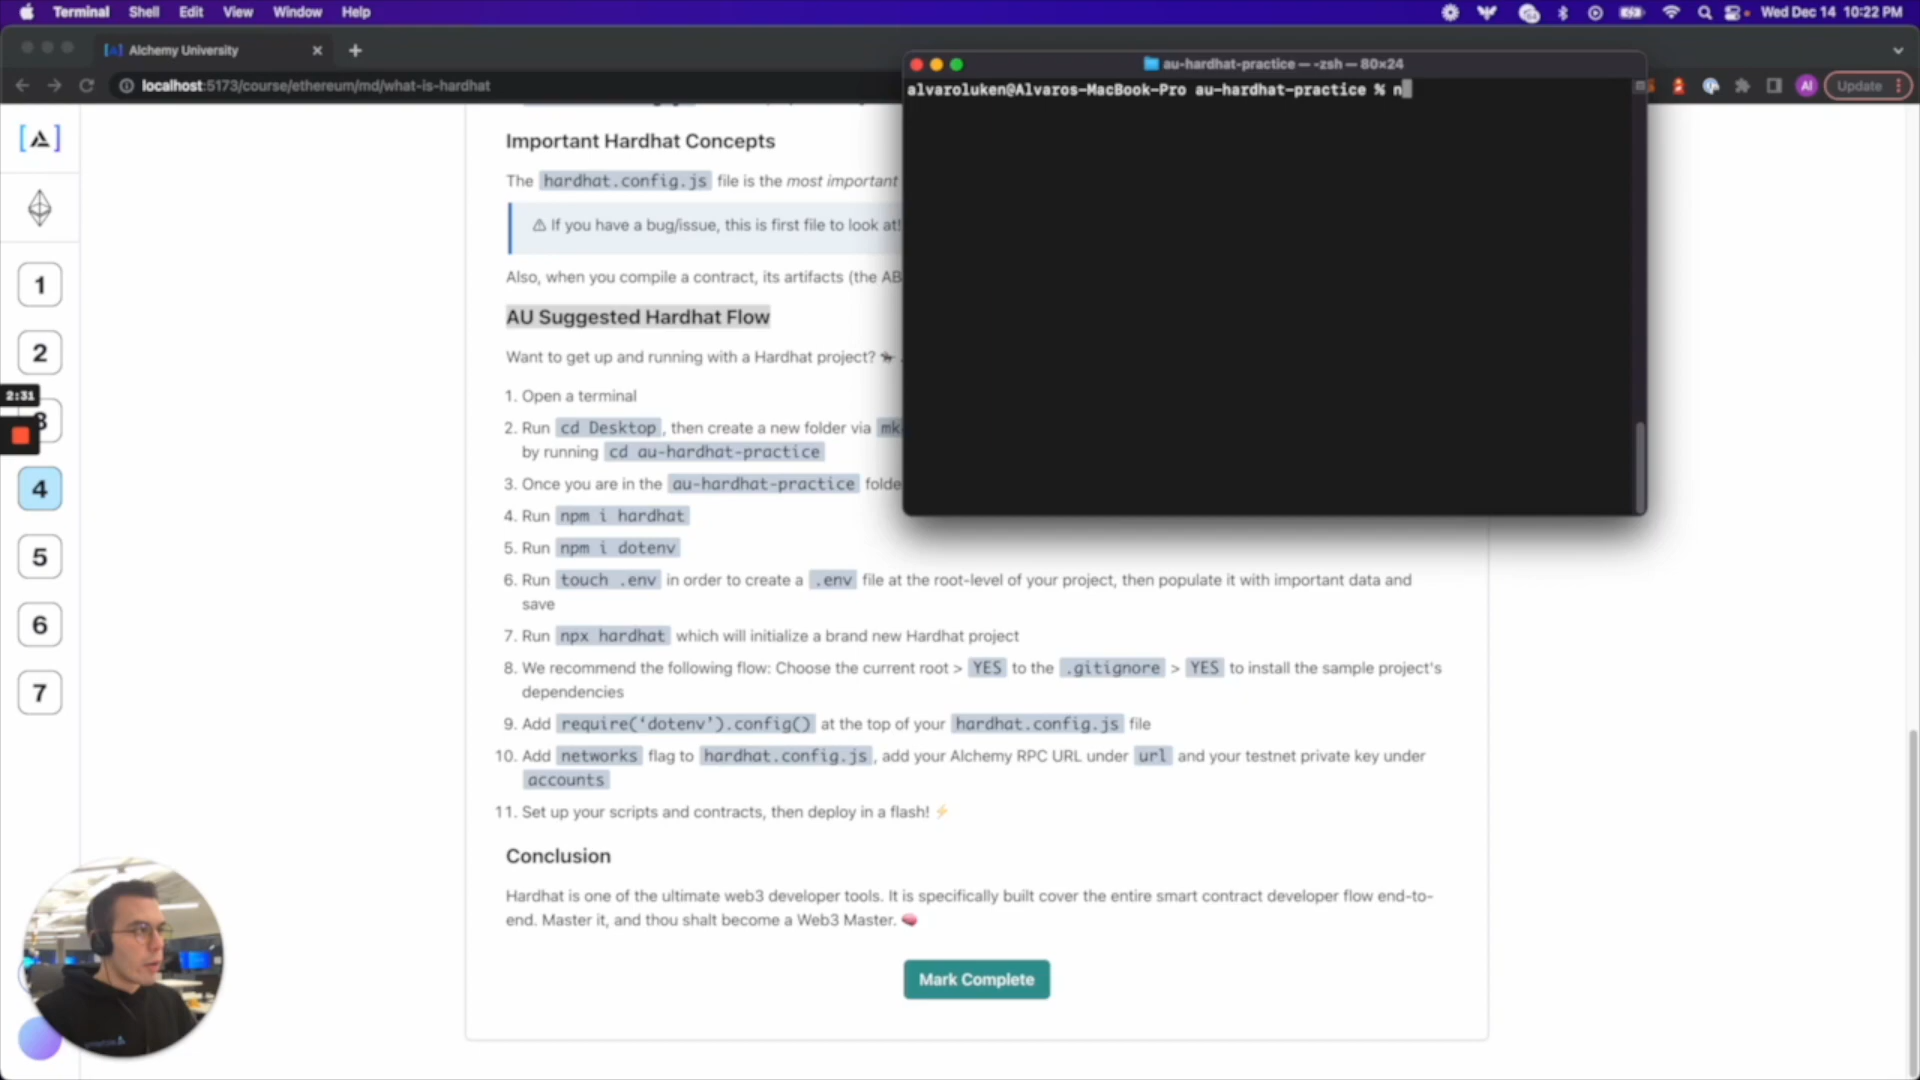 Terminal Shell Edit View Window Help
Wed Dec 14 10:22 PM
Alchemy University
localhost:5173/course/ethereum/md/what-is-hardhat
Update
au-hardhat-practice — -zsh — 80×24
alvaroluken@Alvaros-MacBook-Pro au-hardhat-practice % n
1
2
2:31
3
4
5
6
7
Important Hardhat Concepts
The hardhat.config.js file is the most important
⚠ If you have a bug/issue, this is first file to look at!
Also, when you compile a contract, its artifacts (the AB
AU Suggested Hardhat Flow
Want to get up and running with a Hardhat project?
1. Open a terminal
2. Run cd Desktop, then create a new folder via mk
by running cd au-hardhat-practice
3. Once you are in the au-hardhat-practice folde
4. Run npm i hardhat
5. Run npm i dotenv
6. Run touch .env in order to create a .env file at the root-level of your project, then populate it with important data and
save
7. Run npx hardhat which will initialize a brand new Hardhat project
8. We recommend the following flow: Choose the current root > YES to the .gitignore > YES to install the sample project's
dependencies
9. Add require(‘dotenv’).config() at the top of your hardhat.config.js file
10. Add networks flag to hardhat.config.js, add your Alchemy RPC URL under url and your testnet private key under
accounts
11. Set up your scripts and contracts, then deploy in a flash! ⚡
Conclusion
Hardhat is one of the ultimate web3 developer tools. It is specifically built cover the entire smart contract developer flow end-to-
end. Master it, and thou shalt become a Web3 Master. 🧠
Mark Complete